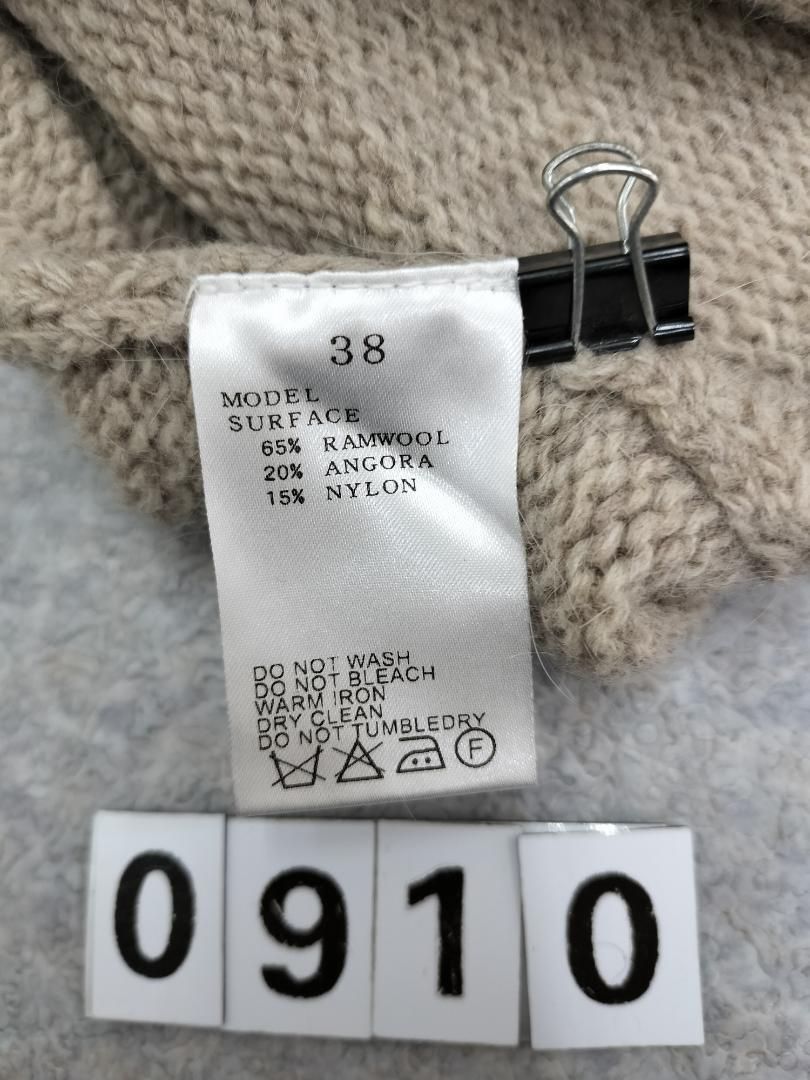 38
MODEL
SURFACE
65% RAMWOOL
20% ANGORA
15% NYLON
DO NOT WASH
DO NOT BLEACH
WARM IRON
DRY CLEAN
DO NOT TUMBLEDRY
F
0910